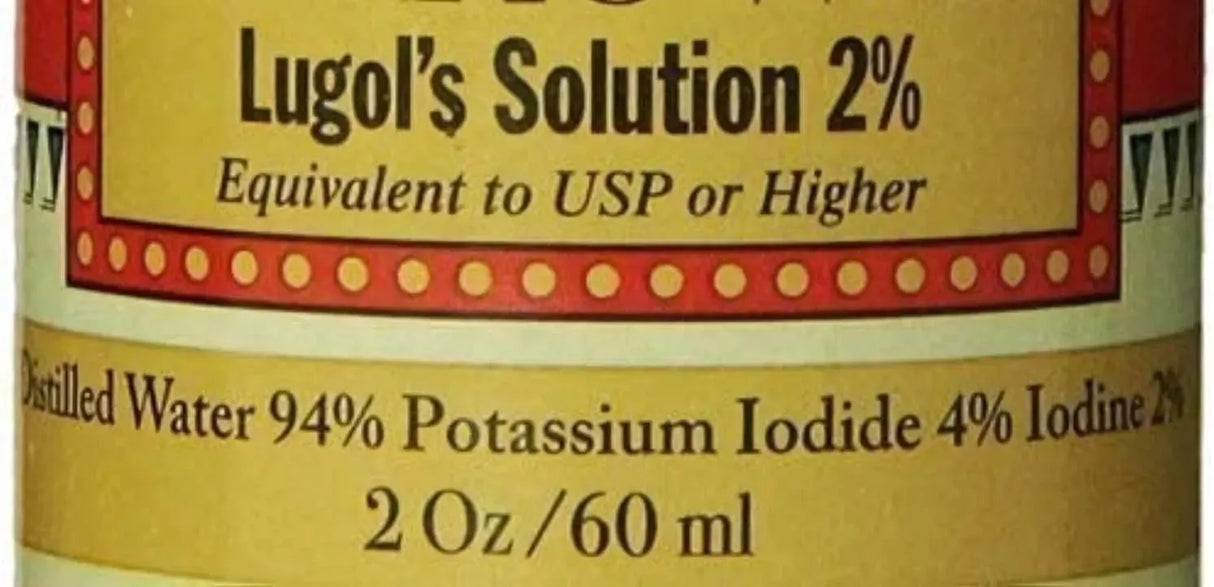 Lugol's Solution 2%
Equivalent to USP or Higher
Distilled Water 94% Potassium Iodide 4% Iodine 2%
2 Oz/60 ml